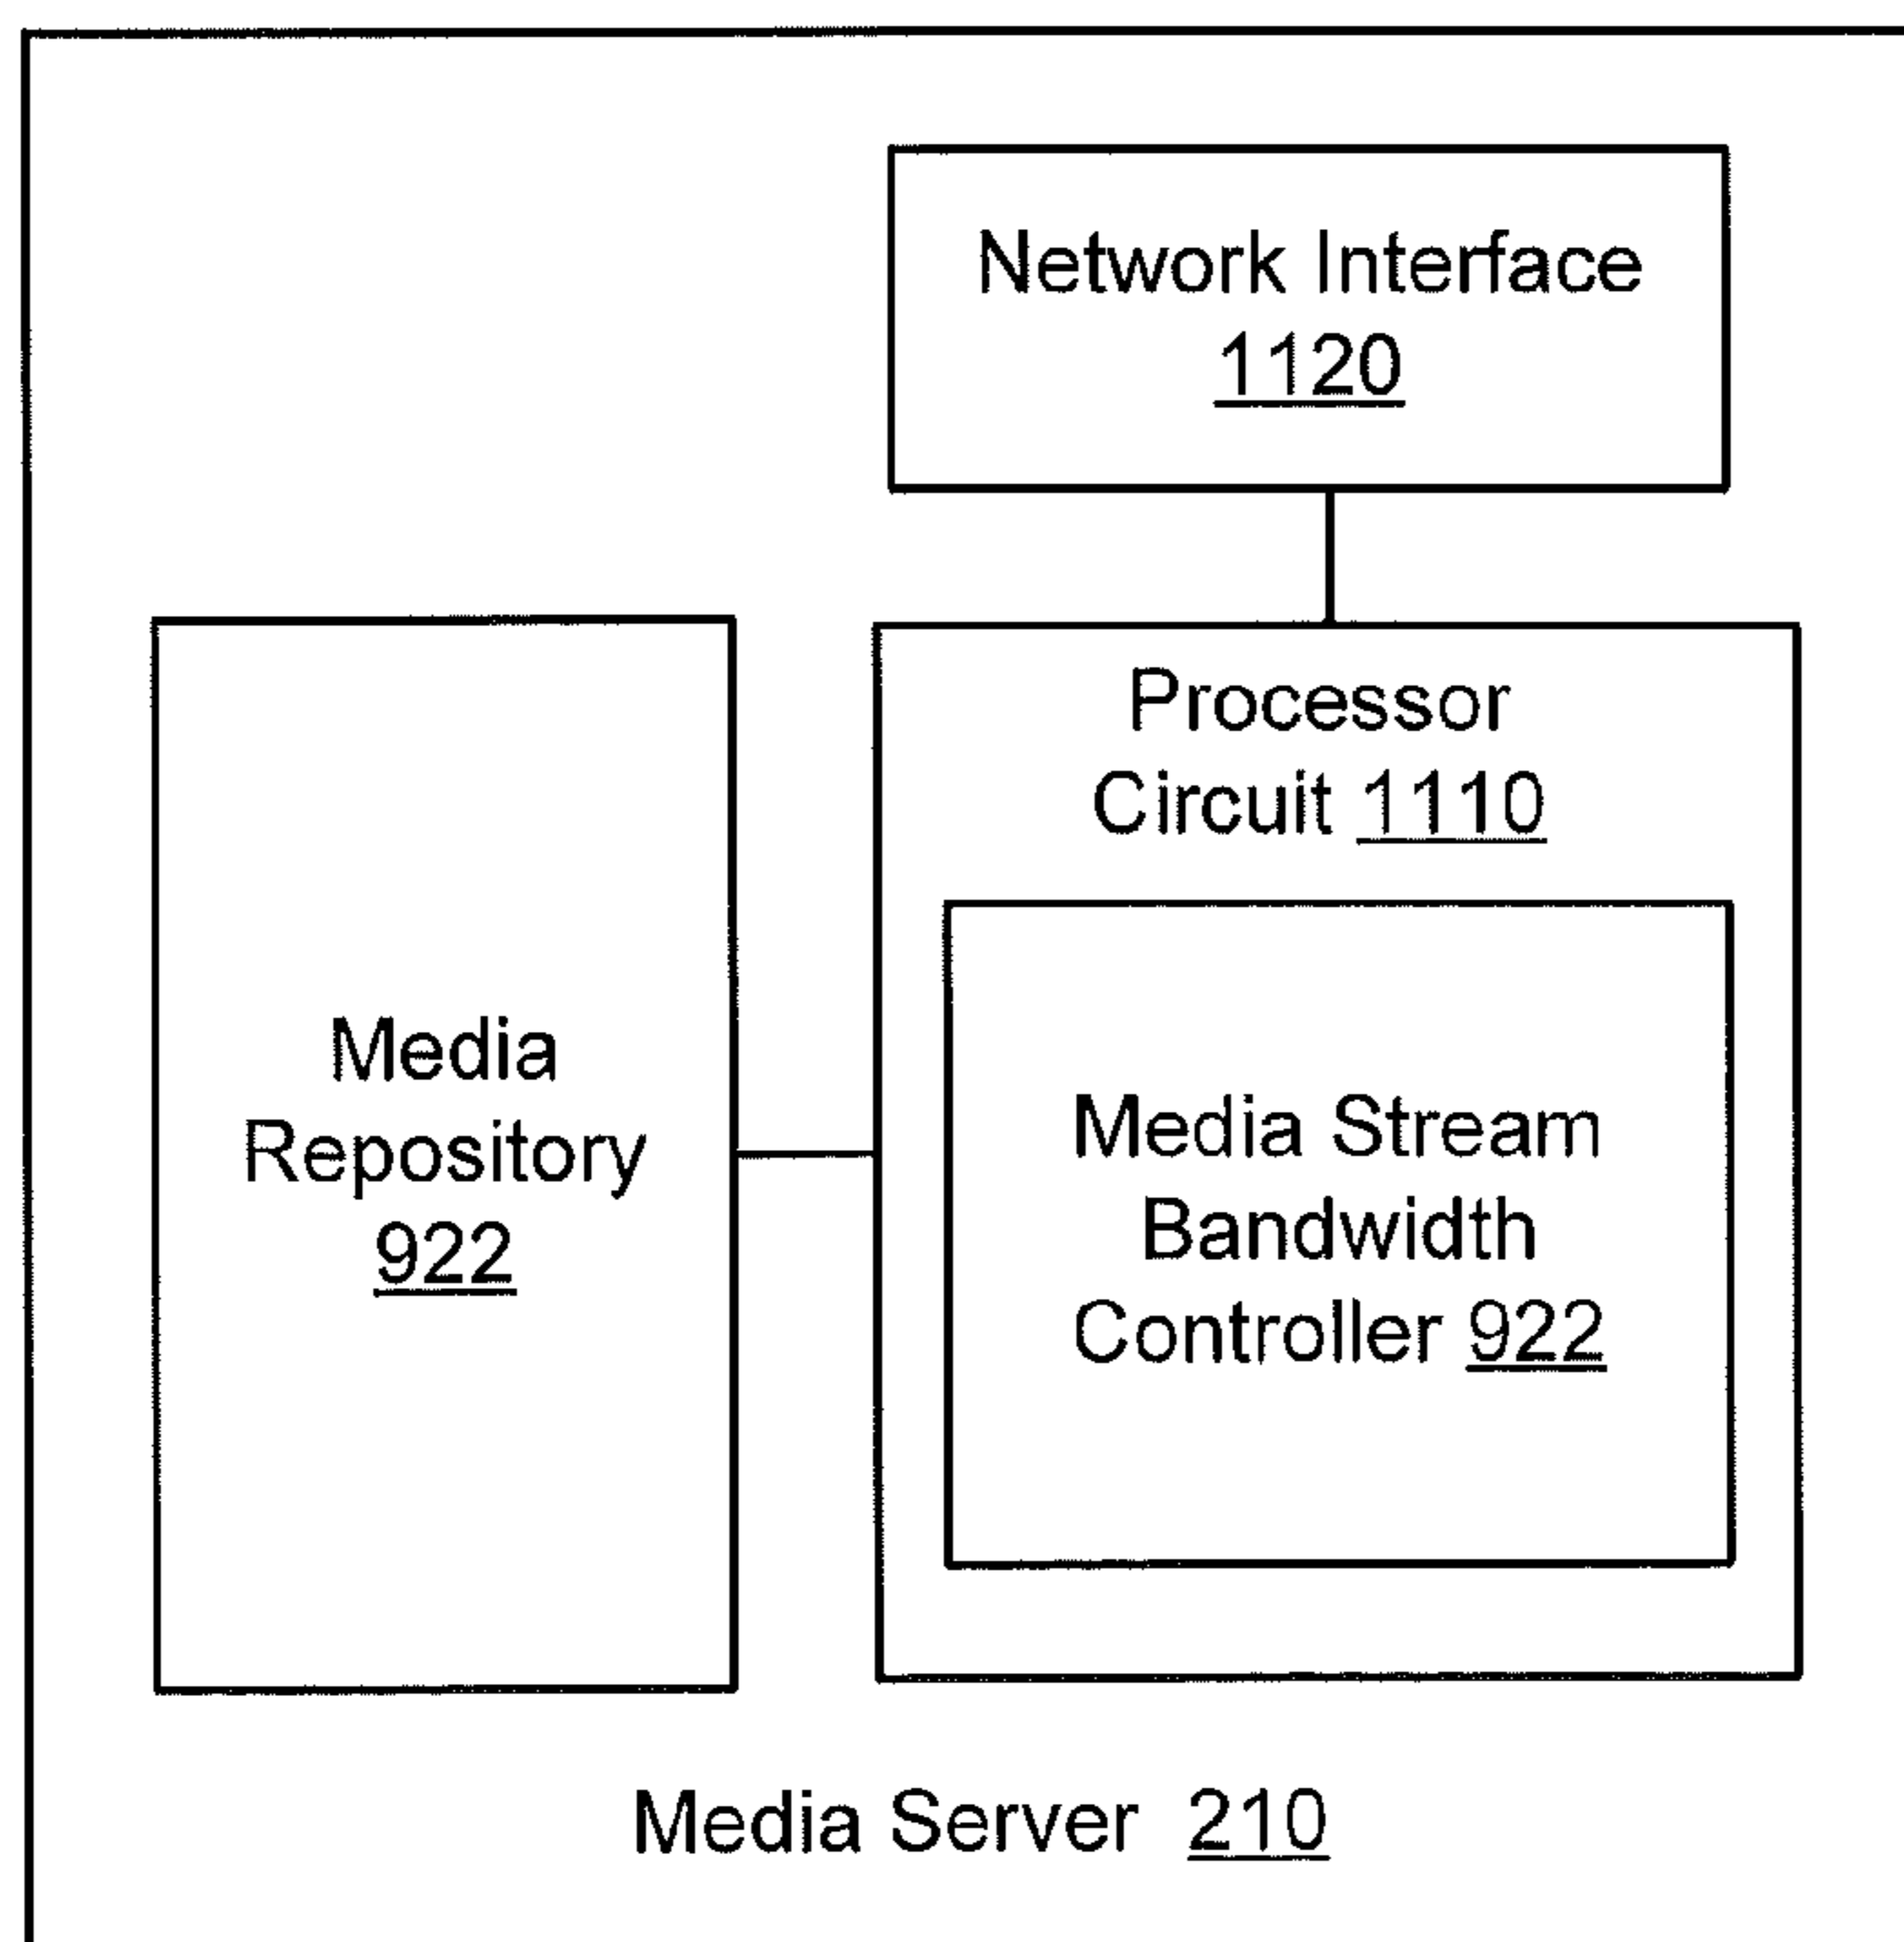 Network Interface
1120
Processor
Circuit 1110
Media
Repository
922
Media Stream
Bandwidth
Controller 922
Media Server 210